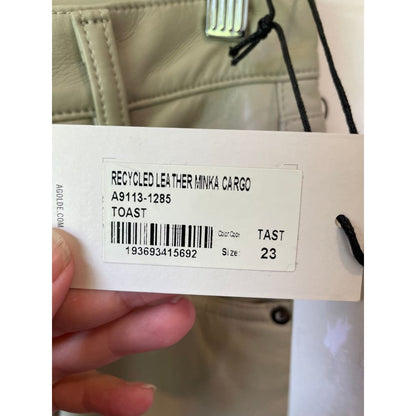 RECYCLED LEATHER MINKA CARGO
A9113-1285
TOAST
Color Code: TAST
193693415692
Size: 23
AGOLDE.COM